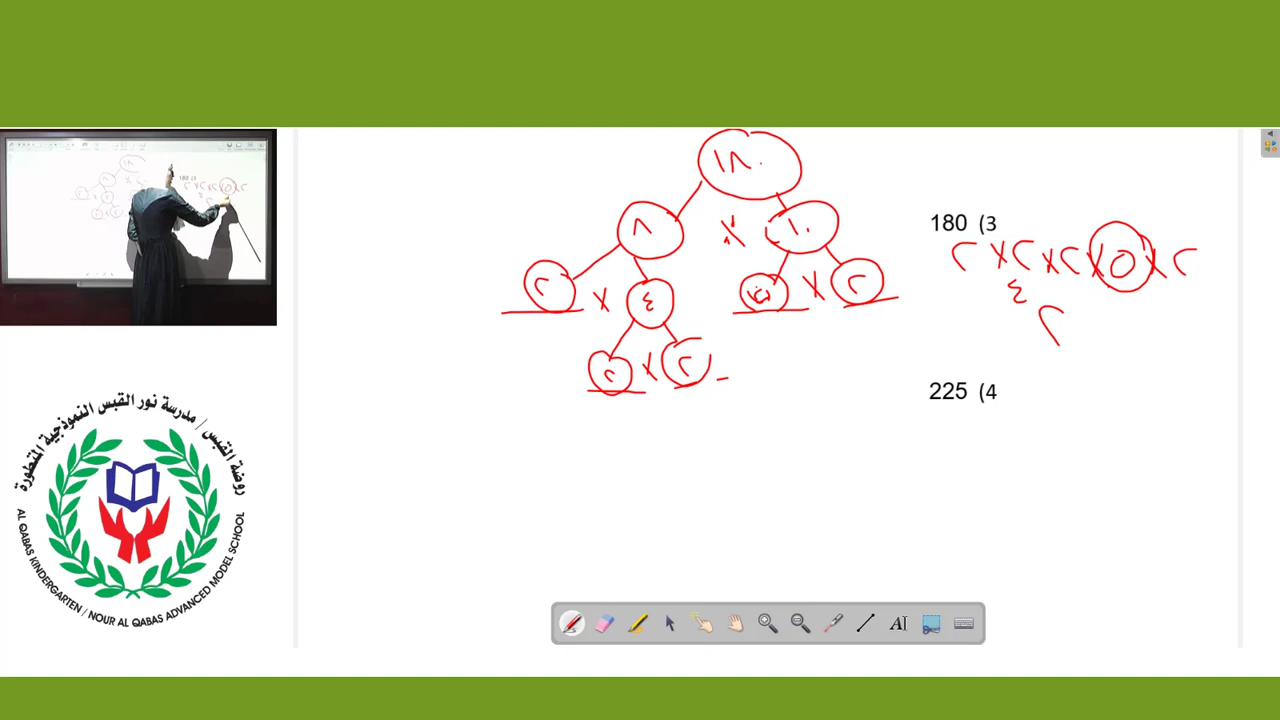 ١٨٠
٨ × ١٠
180 (3
٢ × ٢ × ٢ × ٥ × ٢
٢ × ٤
٥ × ٢
٤
٢
٢ × ٢
225 (4
روضة القبس / مدرسة نور القبس النموذجية المتطورة
AL QABAS KINDERGARTEN / NOUR AL QABAS ADVANCED MODEL SCHOOL
AI